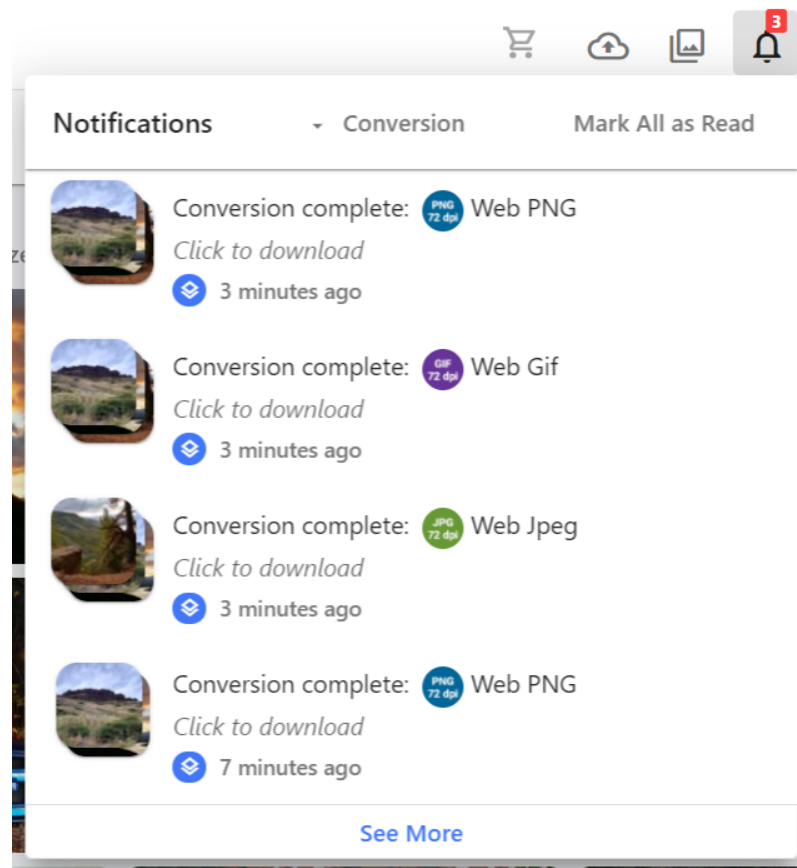 3
Notifications Conversion Mark All as Read
Conversion complete: PNG 72 dpi Web PNG
Click to download
3 minutes ago
Conversion complete: GIF 72 dpi Web Gif
Click to download
3 minutes ago
Conversion complete: JPG 72 dpi Web Jpeg
Click to download
3 minutes ago
Conversion complete: PNG 72 dpi Web PNG
Click to download
7 minutes ago
See More